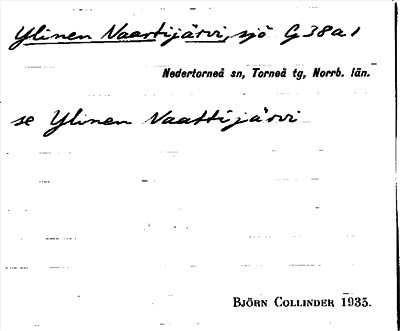 Ylinen Vaartijärvi, sjö G38a1
Nedertorneå sn, Torneå tg, Norrb. län.
se Ylinen Vaattijärvi
BJÖRN COLLINDER 1935.